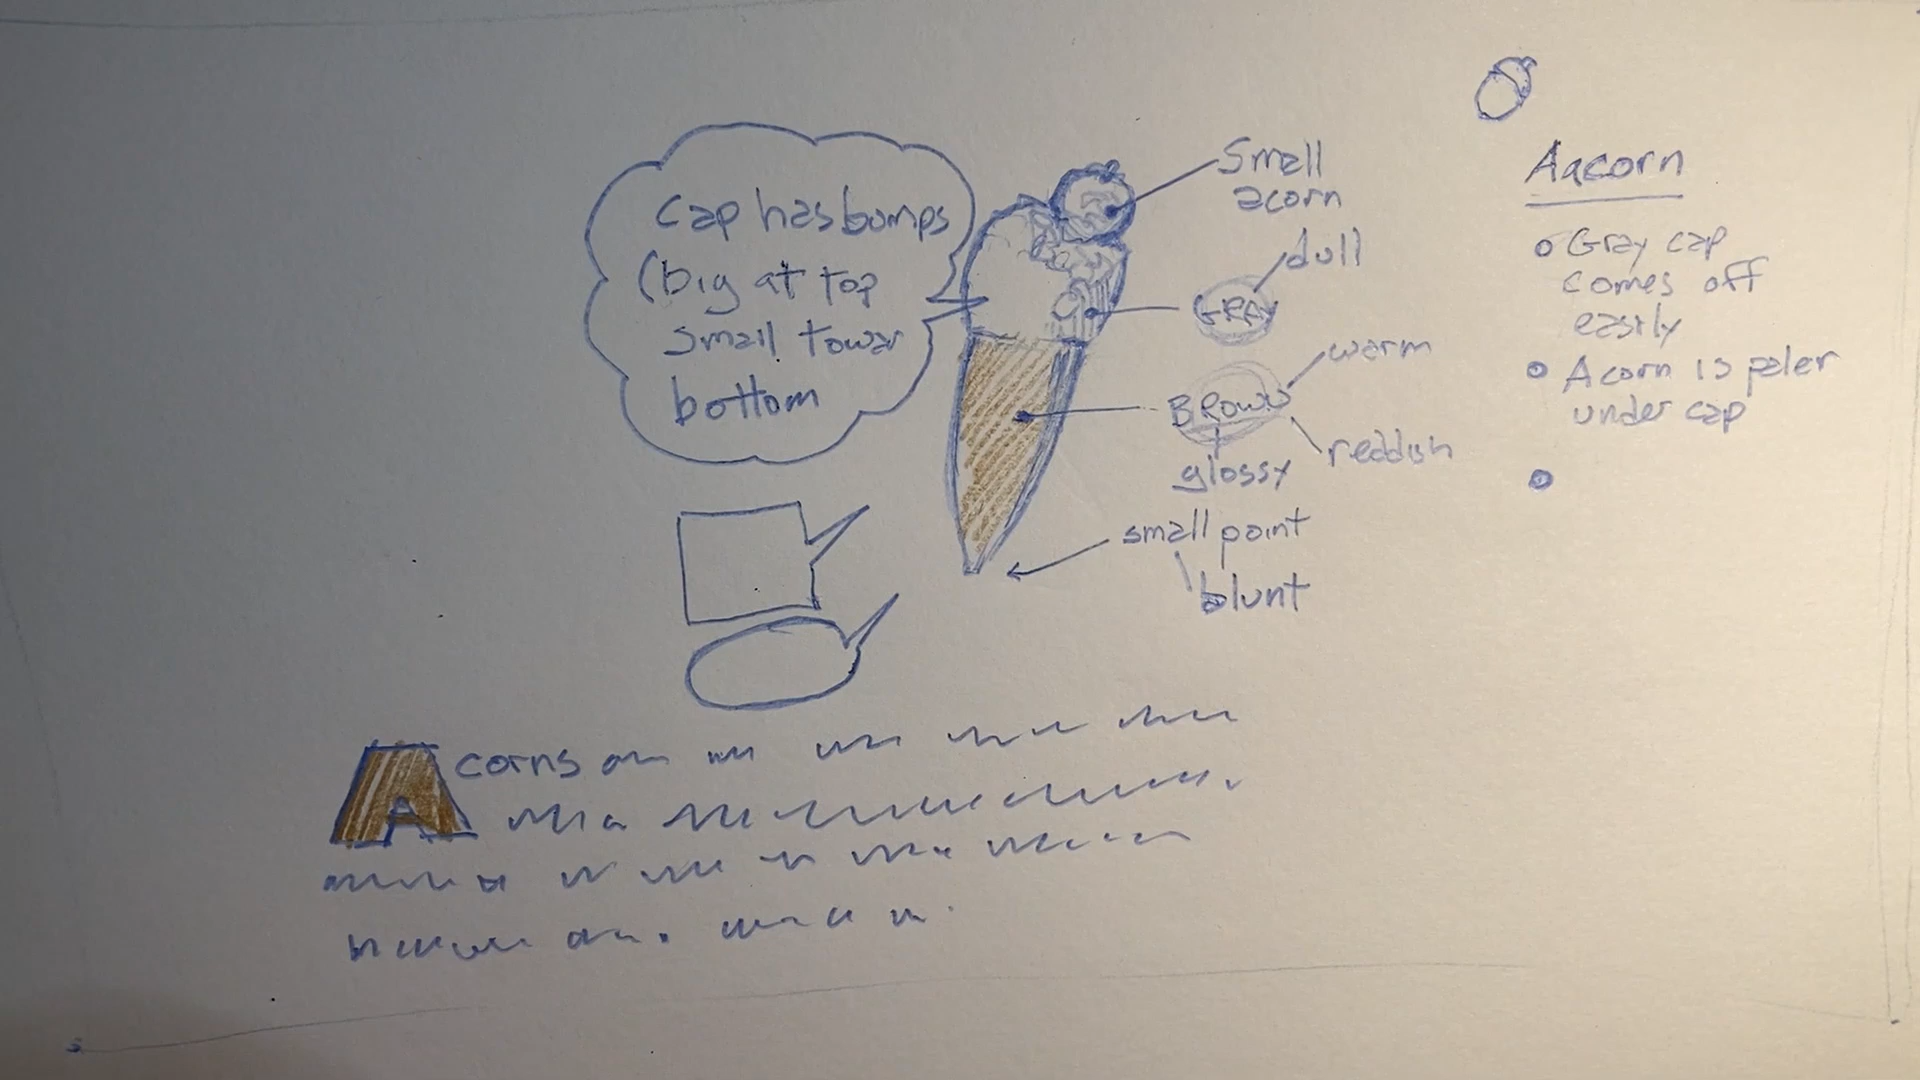 Cap has bumps
(big at top
small towar
bottom
Small
acorn
dull
GRAY
warm
BROWN
reddish
glossy
small point
blunt
Aacorn
Gray cap
comes off
easily
Acorn is paler
under cap
Acorns